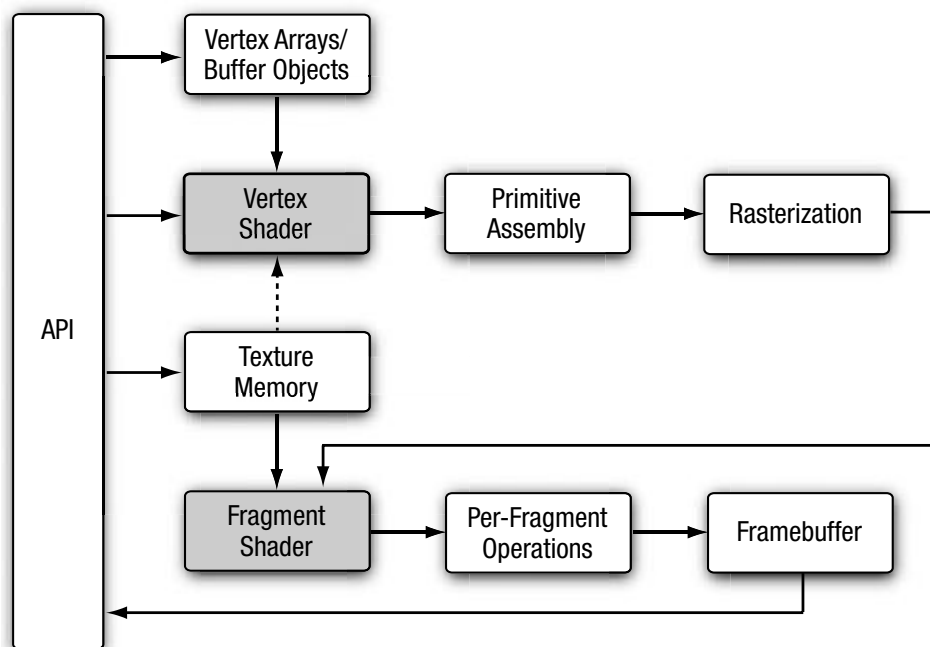 Vertex Arrays/
Buffer Objects
Vertex
Shader
Primitive
Assembly
Rasterization
API
Texture
Memory
Fragment
Shader
Per-Fragment
Operations
Framebuffer